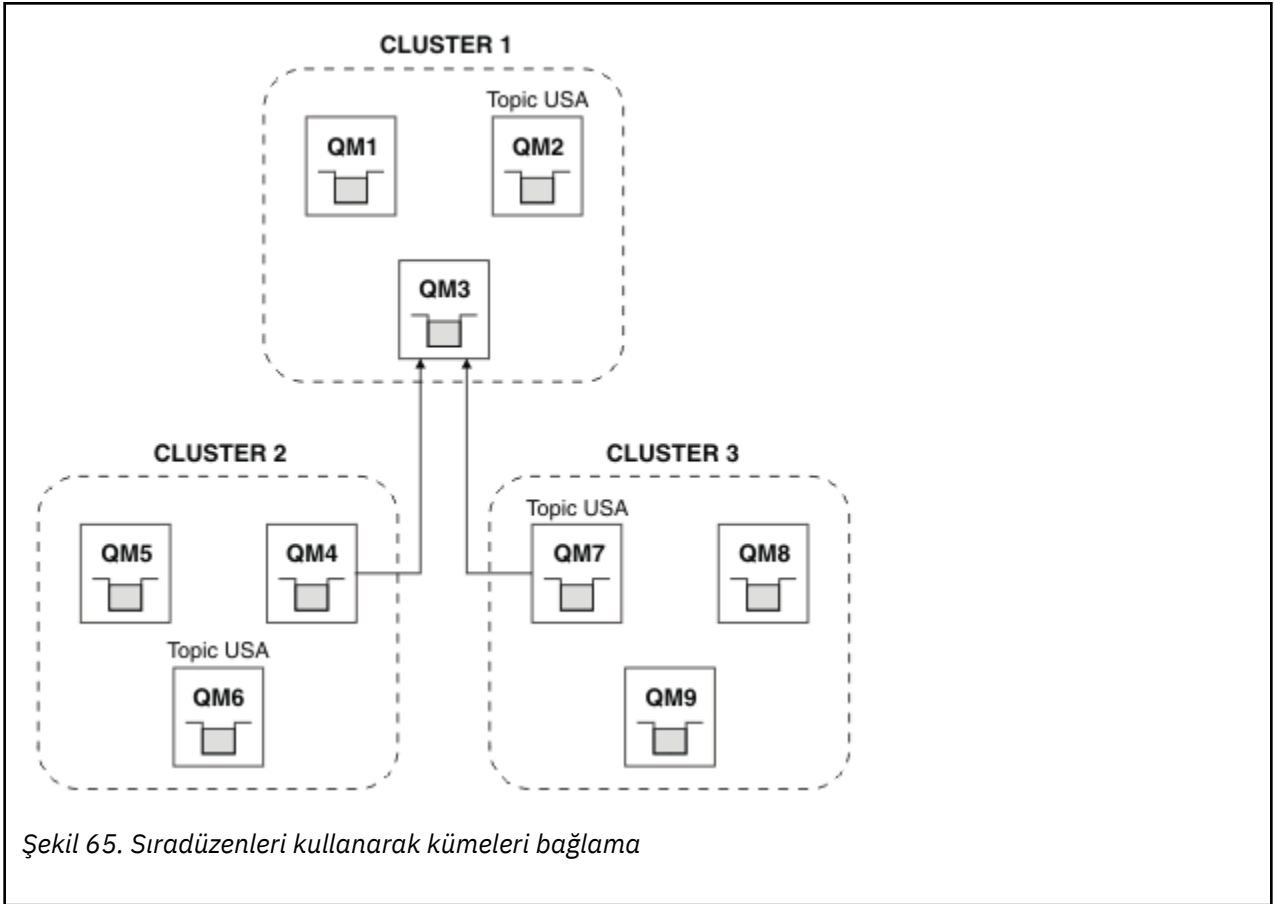 CLUSTER 1
Topic USA
QM1
QM2
QM3
CLUSTER 2
CLUSTER 3
Topic USA
QM5
QM4
QM7
QM8
Topic USA
QM6
QM9
Şekil 65. Sıradüzenleri kullanarak kümeleri bağlama